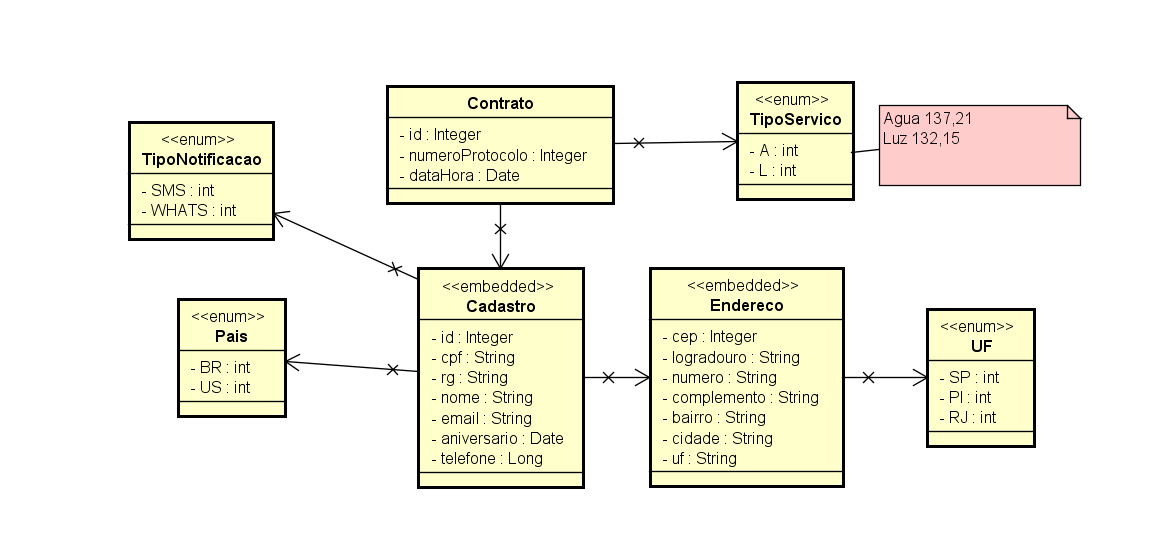 Contrato
- id : Integer
- numeroProtocolo : Integer
- dataHora : Date
<<enum>>
TipoServico
- A : int
- L : int
Agua 137,21
Luz 132,15
<<enum>>
TipoNotificacao
- SMS : int
- WHATS : int
<<enum>>
Pais
- BR : int
- US : int
<<embedded>>
Cadastro
- id : Integer
- cpf : String
- rg : String
- nome : String
- email : String
- aniversario : Date
- telefone : Long
<<embedded>>
Endereco
- cep : Integer
- logradouro : String
- numero : String
- complemento : String
- bairro : String
- cidade : String
- uf : String
<<enum>>
UF
- SP : int
- PI : int
- RJ : int